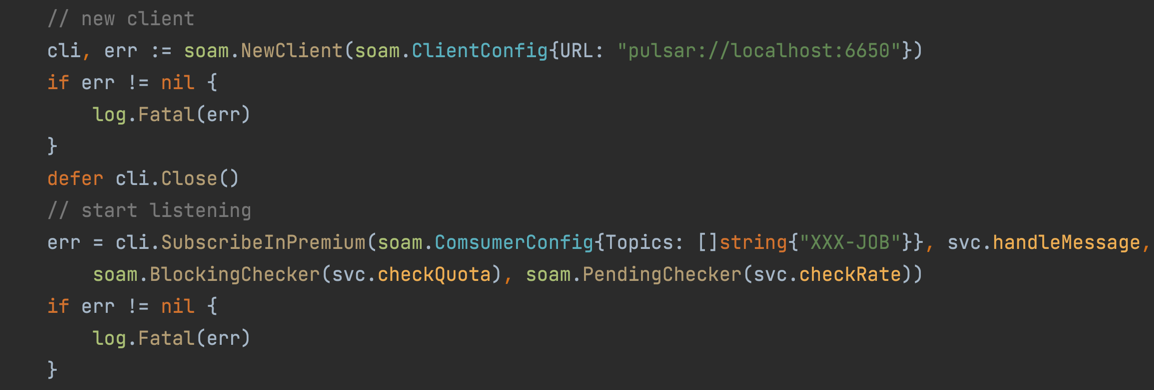 // new client
cli, err := soam.NewClient(soam.ClientConfig{URL: "pulsar://localhost:6650"})
if err != nil {
    log.Fatal(err)
}
defer cli.Close()
// start listening
err = cli.SubscribeInPremium(soam.ComsumerConfig{Topics: []string{"XXX-JOB"}}, svc.handleMessage,
    soam.BlockingChecker(svc.checkQuota), soam.PendingChecker(svc.checkRate))
if err != nil {
    log.Fatal(err)
}